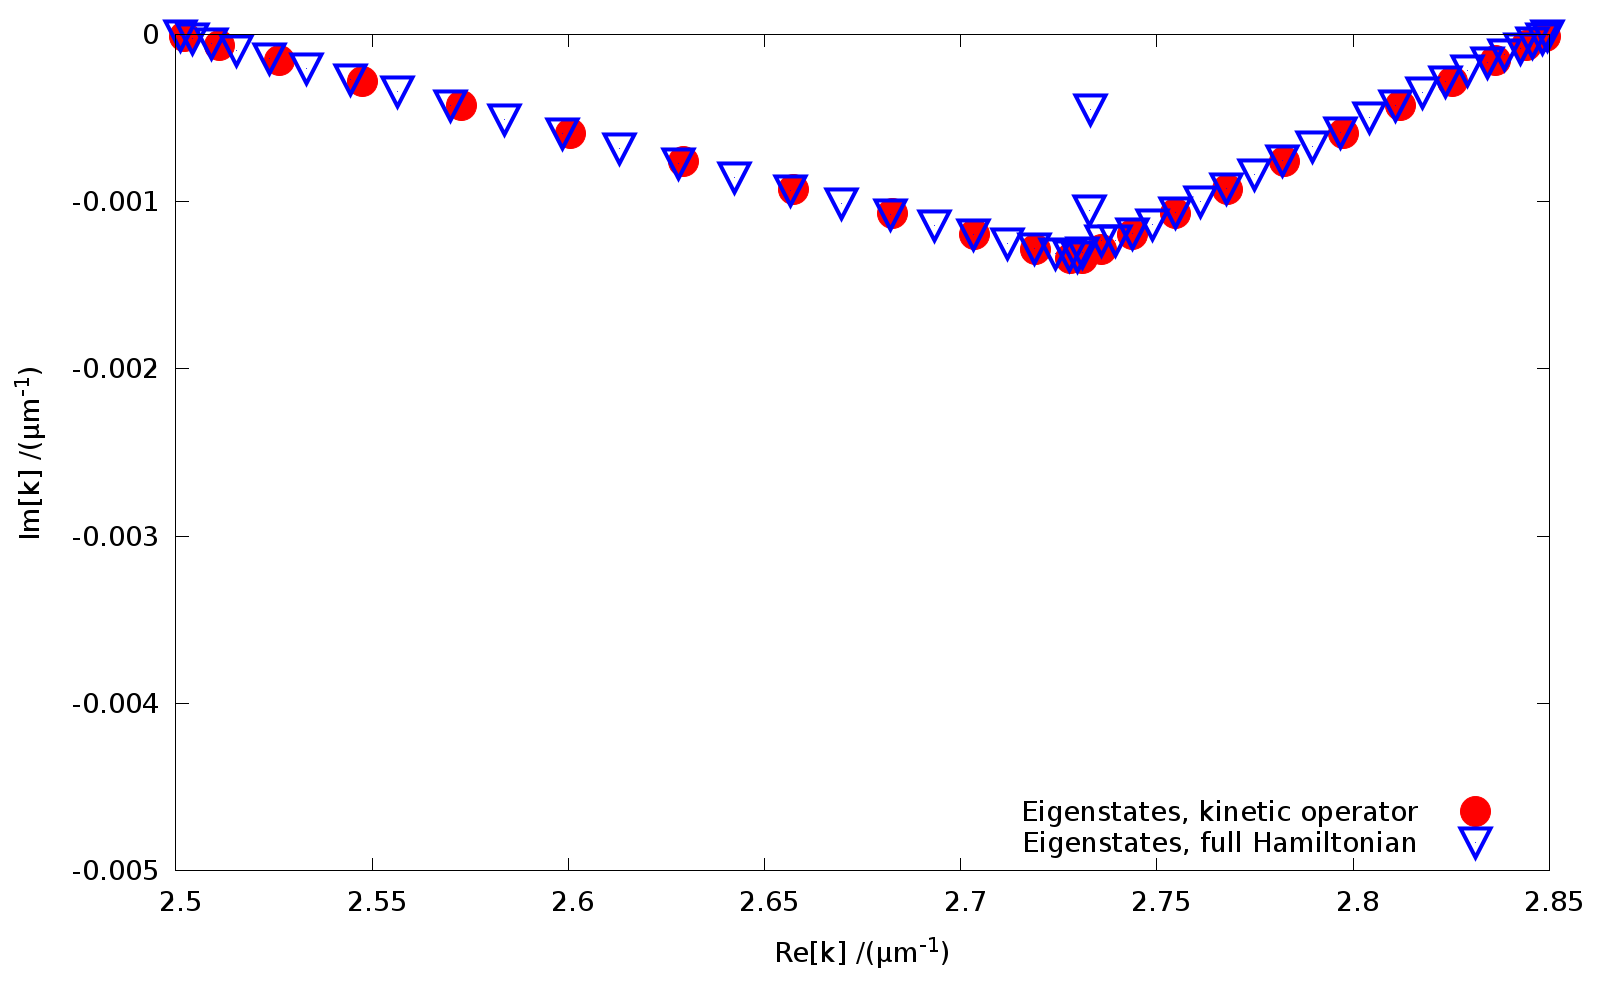 0
-0.001
-0.002
-0.003
-0.004
-0.005
Im[k] /(µm⁻¹)
Eigenstates, kinetic operator
Eigenstates, full Hamiltonian
2.5 2.55 2.6 2.65 2.7 2.75 2.8 2.85
Re[k] /(µm⁻¹)